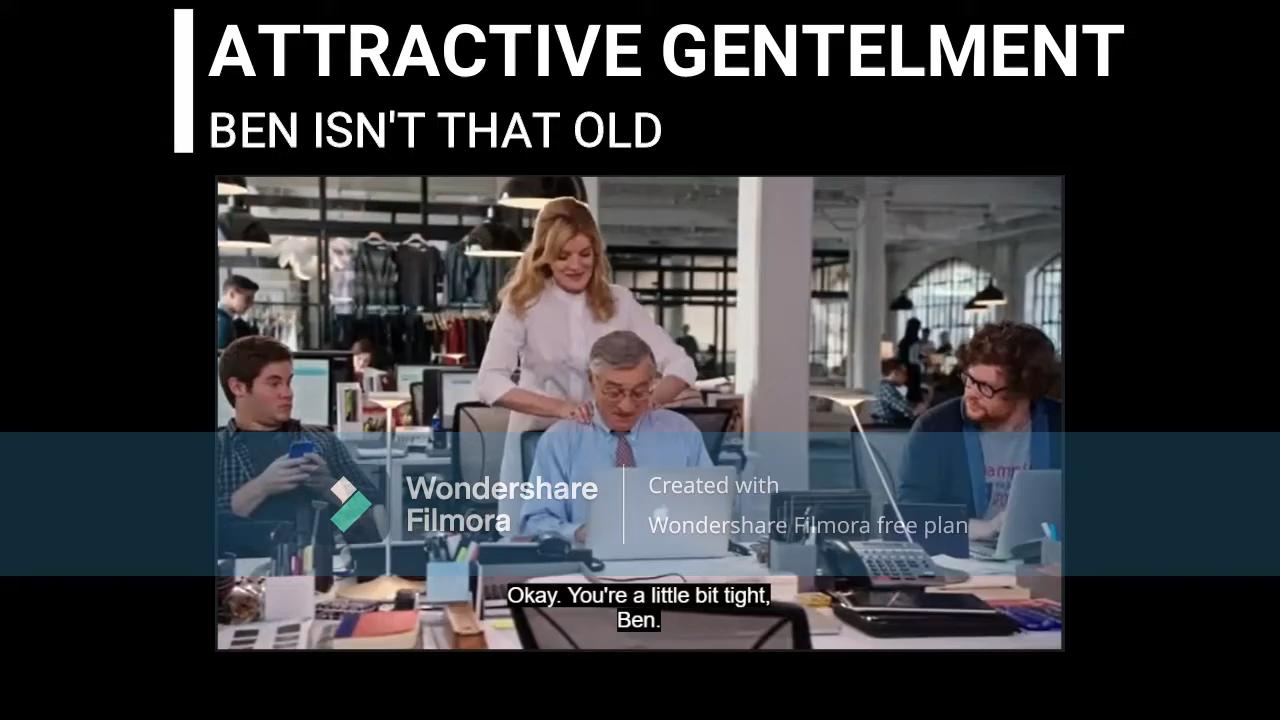 ATTRACTIVE GENTELMENT
BEN ISN'T THAT OLD
Wondershare
Filmora
Created with
Wondershare Filmora free plan
Okay. You're a little bit tight,
Ben.